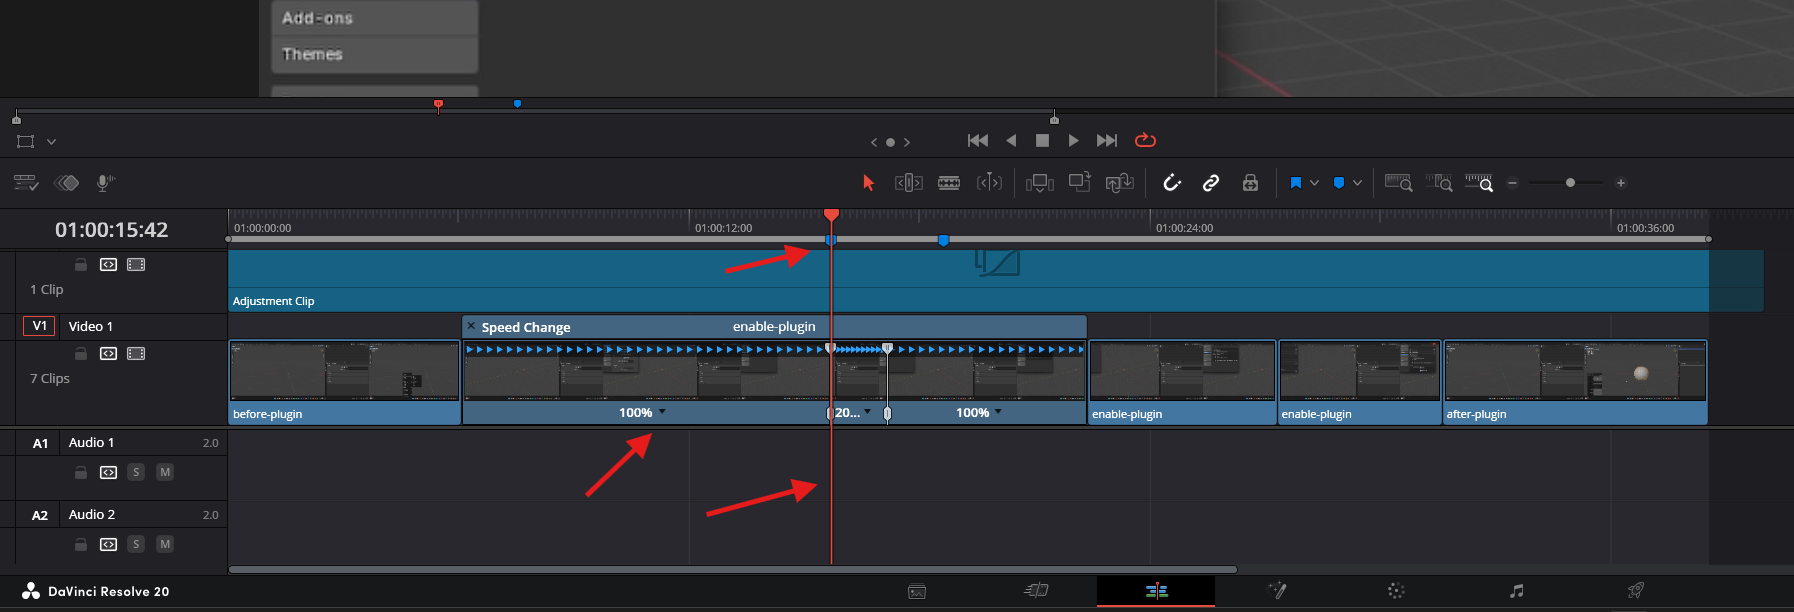 Add-ons
Themes
01:00:15:42
01:00:00:00
01:00:12:00
01:00:24:00
01:00:36:00
1 Clip
Adjustment Clip
V1 Video 1
× Speed Change enable-plugin
7 Clips
100% 20... 100%
before-plugin
enable-plugin
enable-plugin
after-plugin
A1 Audio 1 2.0
S M
A2 Audio 2 2.0
S M
DaVinci Resolve 20